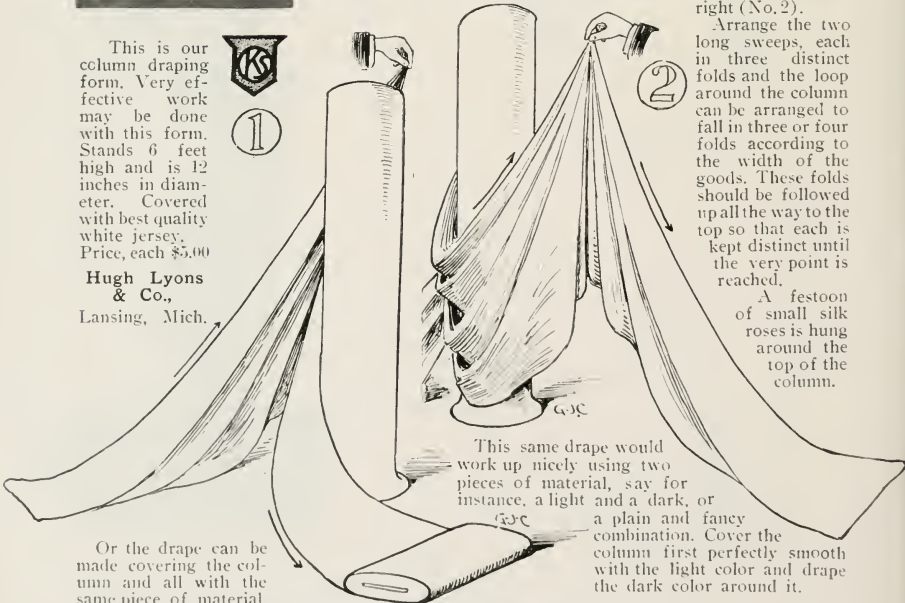 This is our
column draping
form. Very ef-
fective work
may be done
with this form.
Stands 6 feet
high and is 12
inches in diam-
eter. Covered
with best quality
white jersey.
Price, each $5.00
Hugh Lyons
& Co.,
Lansing, Mich.
KS
1
Or the drape can be
made covering the col-
umn and all with the
same piece of material
2
G.J.C
right (No. 2).
Arrange the two
long sweeps, each
in three distinct
folds and the loop
around the column
can be arranged to
fall in three or four
folds according to
the width of the
goods. These folds
should be followed
up all the way to the
top so that each is
kept distinct until
the very point is
reached.
A festoon
of small silk
roses is hung
around the
top of the
column.
This same drape would
work up nicely using two
pieces of material, say for
instance, a light and a dark, or
a plain and fancy
combination. Cover the
column first perfectly smooth
with the light color and drape
the dark color around it.
G.J.C